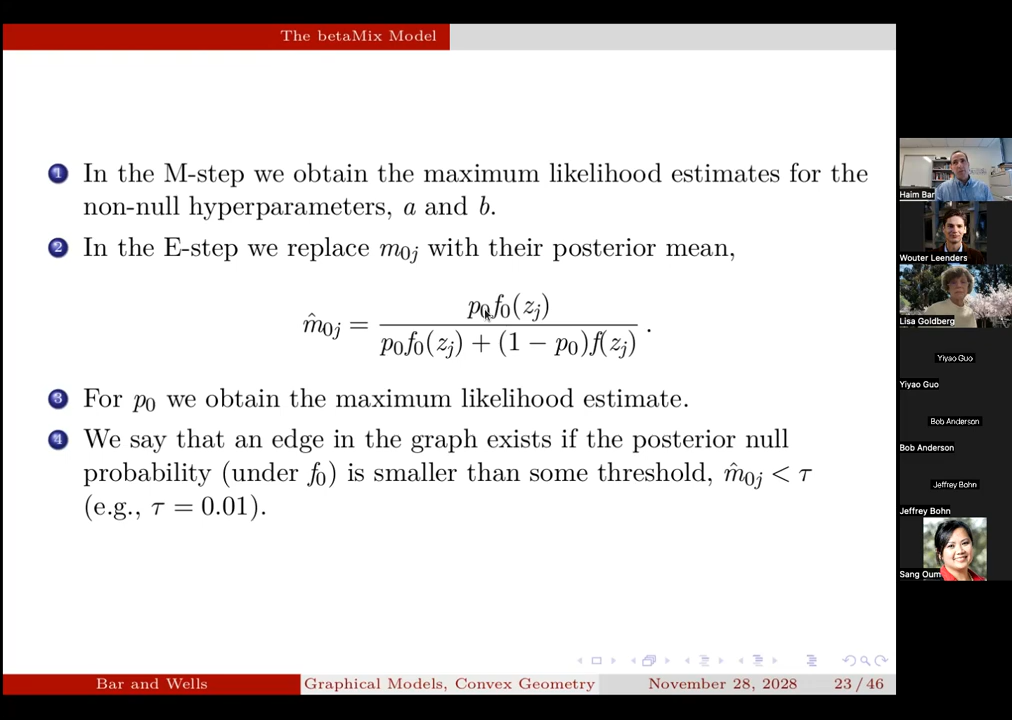 The betaMix Model
1 In the M-step we obtain the maximum likelihood estimates for the
non-null hyperparameters, a and b.
2 In the E-step we replace m₀ⱼ with their posterior mean,
m̂₀ⱼ = p₀f₀(zⱼ) / (p₀f₀(zⱼ) + (1 − p₀)f(zⱼ)) .
3 For p₀ we obtain the maximum likelihood estimate.
4 We say that an edge in the graph exists if the posterior null
probability (under f₀) is smaller than some threshold, m̂₀ⱼ < τ
(e.g., τ = 0.01).
Bar and Wells Graphical Models, Convex Geometry November 28, 2028 23 / 46
Haim Bar
Wouter Leenders
Lisa Goldberg
Yiyao Guo
Yiyao Guo
Bob Anderson
Bob Anderson
Jeffrey Bohn
Jeffrey Bohn
Sang Oum